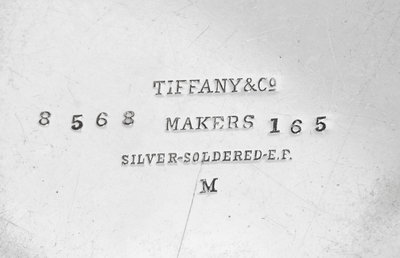 TIFFANY & Co
8568 MAKERS 165
SILVER-SOLDERED-E.F.
M